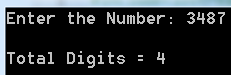 Enter the Number: 3487
Total Digits = 4